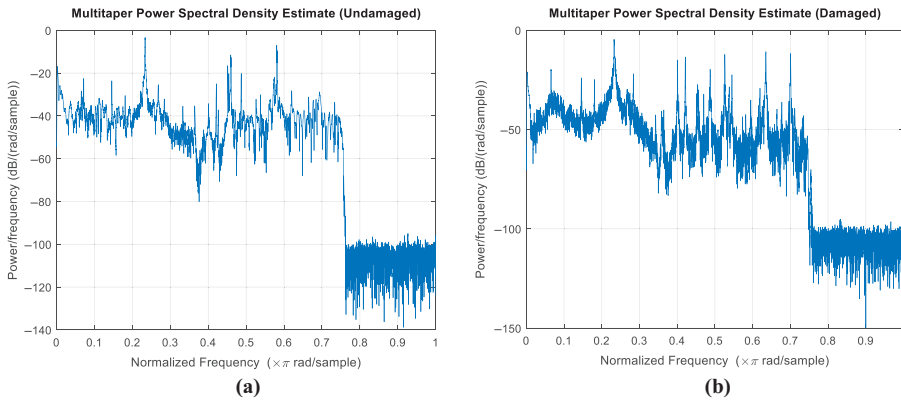 Multitaper Power Spectral Density Estimate (Undamaged)
Power/frequency (dB/(rad/sample))
0
−20
−40
−60
−80
−100
−120
−140
0 0.1 0.2 0.3 0.4 0.5 0.6 0.7 0.8 0.9 1
Normalized Frequency (×π rad/sample)
(a)
Multitaper Power Spectral Density Estimate (Damaged)
Power/frequency (dB/(rad/sample))
0
−50
−100
−150
0 0.1 0.2 0.3 0.4 0.5 0.6 0.7 0.8 0.9
Normalized Frequency (×π rad/sample)
(b)